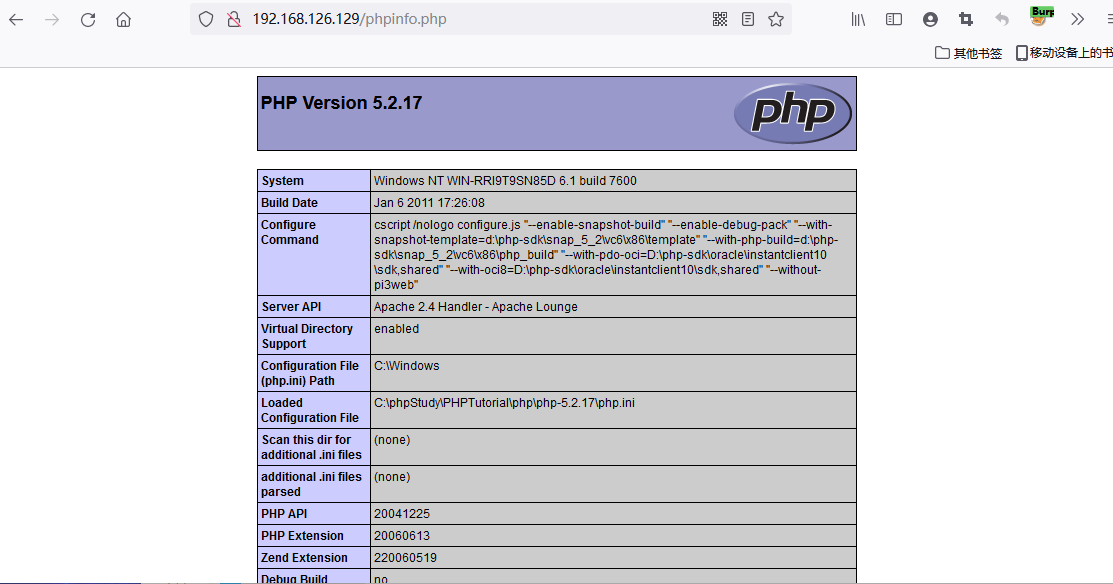 192.168.126.129/phpinfo.php
Burp
其他书签
移动设备上的书
PHP Version 5.2.17
php
System Windows NT WIN-RRI9T9SN85D 6.1 build 7600
Build Date Jan 6 2011 17:26:08
Configure cscript /nologo configure.js "--enable-snapshot-build" "--enable-debug-pack" "--with-
Command snapshot-template=d:\php-sdk\snap_5_2\vc6\x86\template" "--with-php-build=d:\php-
sdk\snap_5_2\vc6\x86\php_build" "--with-pdo-oci=D:\php-sdk\oracle\instantclient10
\sdk,shared" "--with-oci8=D:\php-sdk\oracle\instantclient10\sdk,shared" "--without-
pi3web"
Server API Apache 2.4 Handler - Apache Lounge
Virtual Directory enabled
Support
Configuration File C:\Windows
(php.ini) Path
Loaded C:\phpStudy\PHPTutorial\php\php-5.2.17\php.ini
Configuration File
Scan this dir for (none)
additional .ini files
additional .ini files (none)
parsed
PHP API 20041225
PHP Extension 20060613
Zend Extension 220060519
Debug Build no